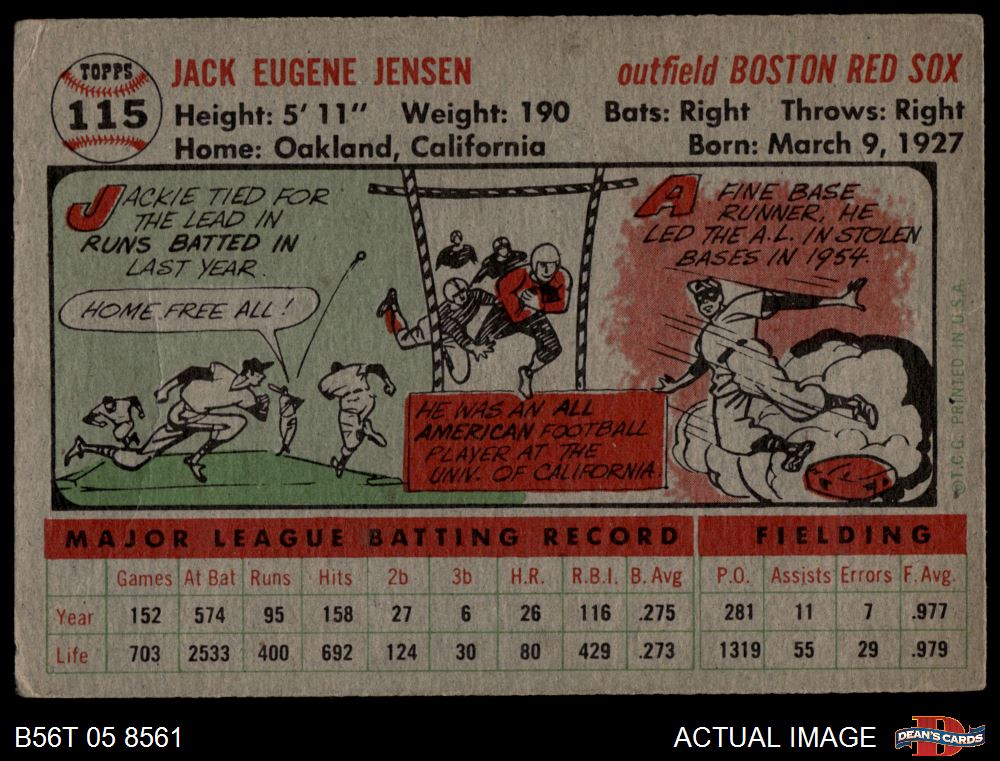 TOPPS
115
JACK EUGENE JENSEN
outfield BOSTON RED SOX
Height: 5' 11" Weight: 190 Bats: Right Throws: Right
Home: Oakland, California Born: March 9, 1927
JACKIE TIED FOR
THE LEAD IN
RUNS BATTED IN
LAST YEAR.
HOME FREE ALL!
HE WAS AN ALL
AMERICAN FOOTBALL
PLAYER AT THE
UNIV. OF CALIFORNIA.
A FINE BASE
RUNNER, HE
LED THE A.L. IN STOLEN
BASES IN 1954.
©T.C.G. PRINTED IN U.S.A.
MAJOR LEAGUE BATTING RECORD FIELDING
Games At Bat Runs Hits 2b 3b H.R. R.B.I. B. Avg P.O. Assists Errors F. Avg.
Year 152 574 95 158 27 6 26 116 .275 281 11 7 .977
Life 703 2533 400 692 124 30 80 429 .273 1319 55 29 .979
B56T 05 8561
ACTUAL IMAGE
DEAN'S CARDS